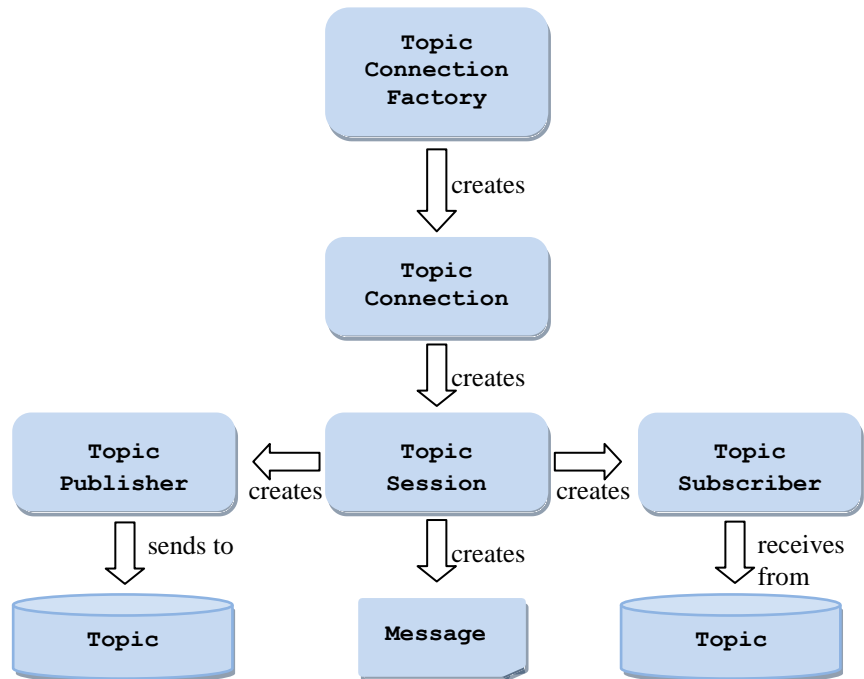 Topic
Connection
Factory
creates
Topic
Connection
creates
Topic
Publisher
creates
Topic
Session
creates
Topic
Subscriber
sends to
creates
receives
from
Topic
Message
Topic